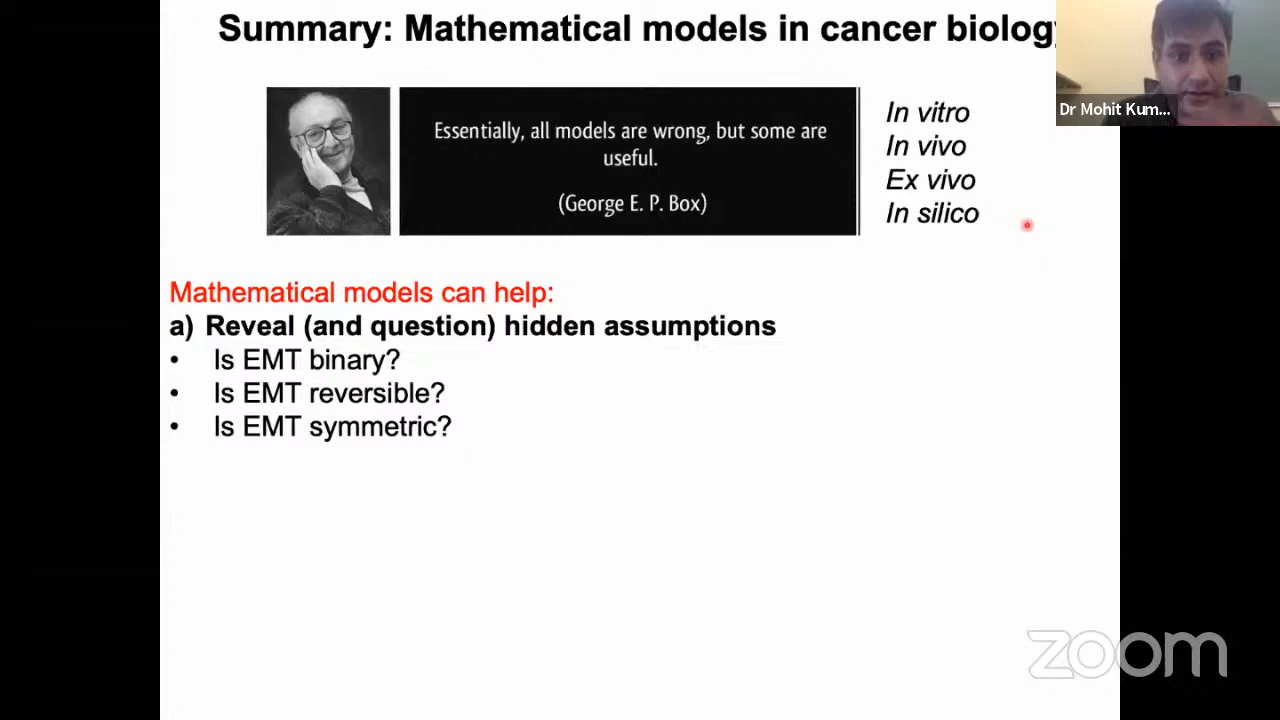 Summary: Mathematical models in cancer biology
Essentially, all models are wrong, but some are
useful.
(George E. P. Box)
In vitro
In vivo
Ex vivo
In silico
Dr Mohit Kum...
Mathematical models can help:
a) Reveal (and question) hidden assumptions
• Is EMT binary?
• Is EMT reversible?
• Is EMT symmetric?
zoom